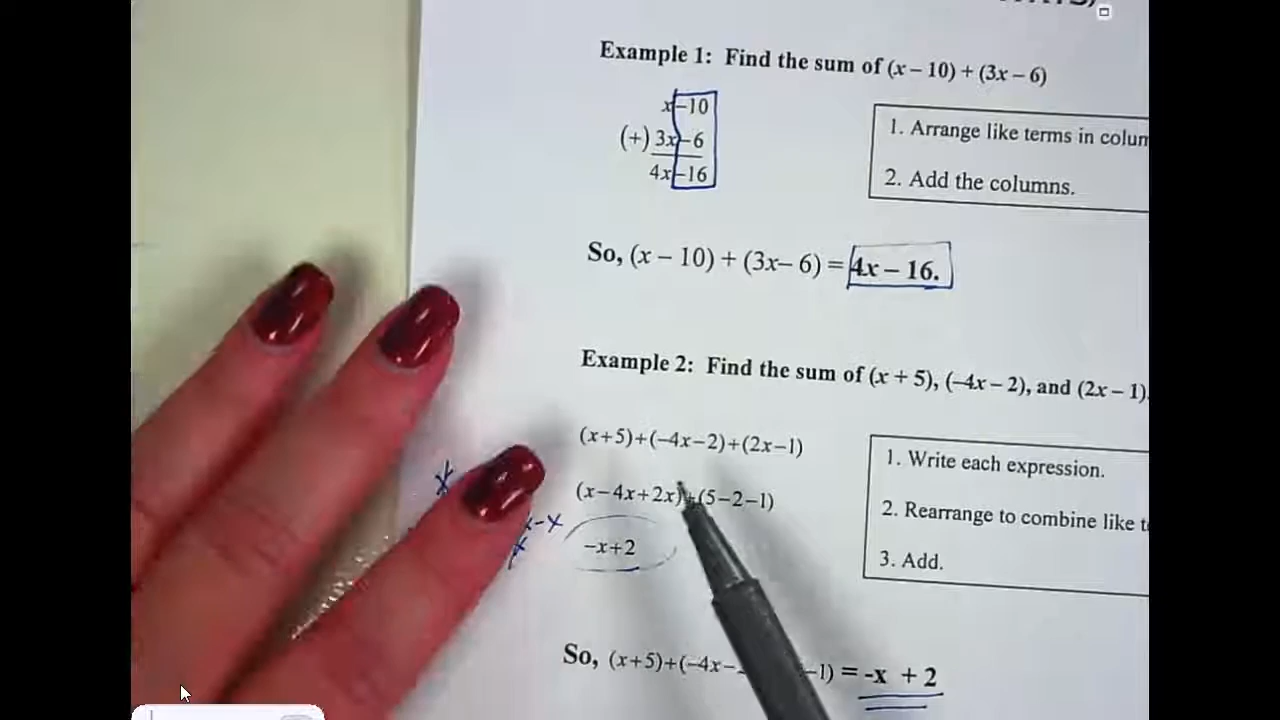 Example 1: Find the sum of (x – 10) + (3x – 6)
x –10
(+) 3x –6
4x –16
1. Arrange like terms in colum
2. Add the columns.
So, (x – 10) + (3x– 6) = 4x – 16.
Example 2: Find the sum of (x + 5), (–4x – 2), and (2x – 1).
(x+5)+(–4x–2)+(2x–1)
(x–4x+2x)+(5–2–1)
–x+2
1. Write each expression.
2. Rearrange to combine like
3. Add.
So, (x+5)+(–4x– –1) = -x + 2